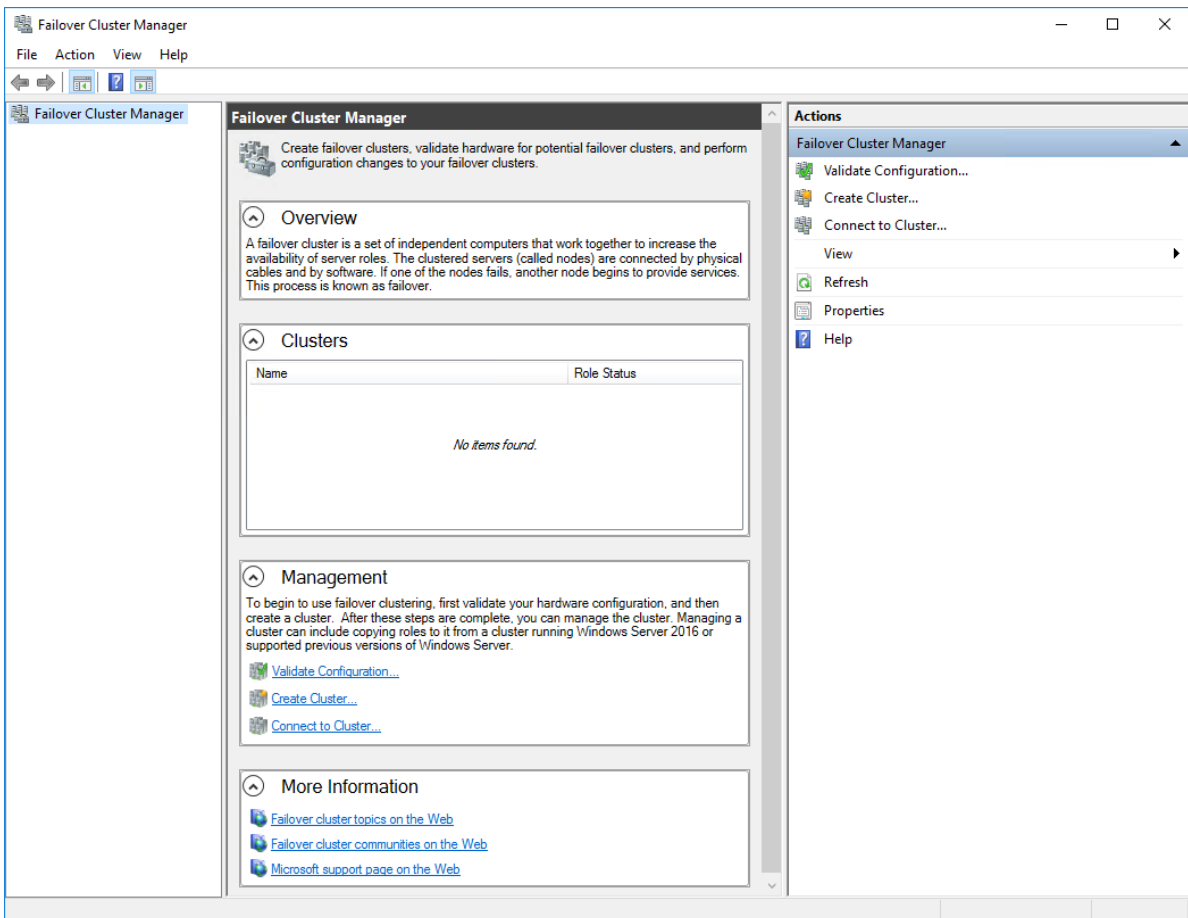 Failover Cluster Manager
File Action View Help
Failover Cluster Manager
Failover Cluster Manager
Create failover clusters, validate hardware for potential failover clusters, and perform
configuration changes to your failover clusters.
Overview
A failover cluster is a set of independent computers that work together to increase the
availability of server roles. The clustered servers (called nodes) are connected by physical
cables and by software. If one of the nodes fails, another node begins to provide services.
This process is known as failover.
Clusters
Name Role Status
No items found.
Management
To begin to use failover clustering, first validate your hardware configuration, and then
create a cluster. After these steps are complete, you can manage the cluster. Managing a
cluster can include copying roles to it from a cluster running Windows Server 2016 or
supported previous versions of Windows Server.
Validate Configuration...
Create Cluster...
Connect to Cluster...
More Information
Failover cluster topics on the Web
Failover cluster communities on the Web
Microsoft support page on the Web
Actions
Failover Cluster Manager
Validate Configuration...
Create Cluster...
Connect to Cluster...
View
Refresh
Properties
Help